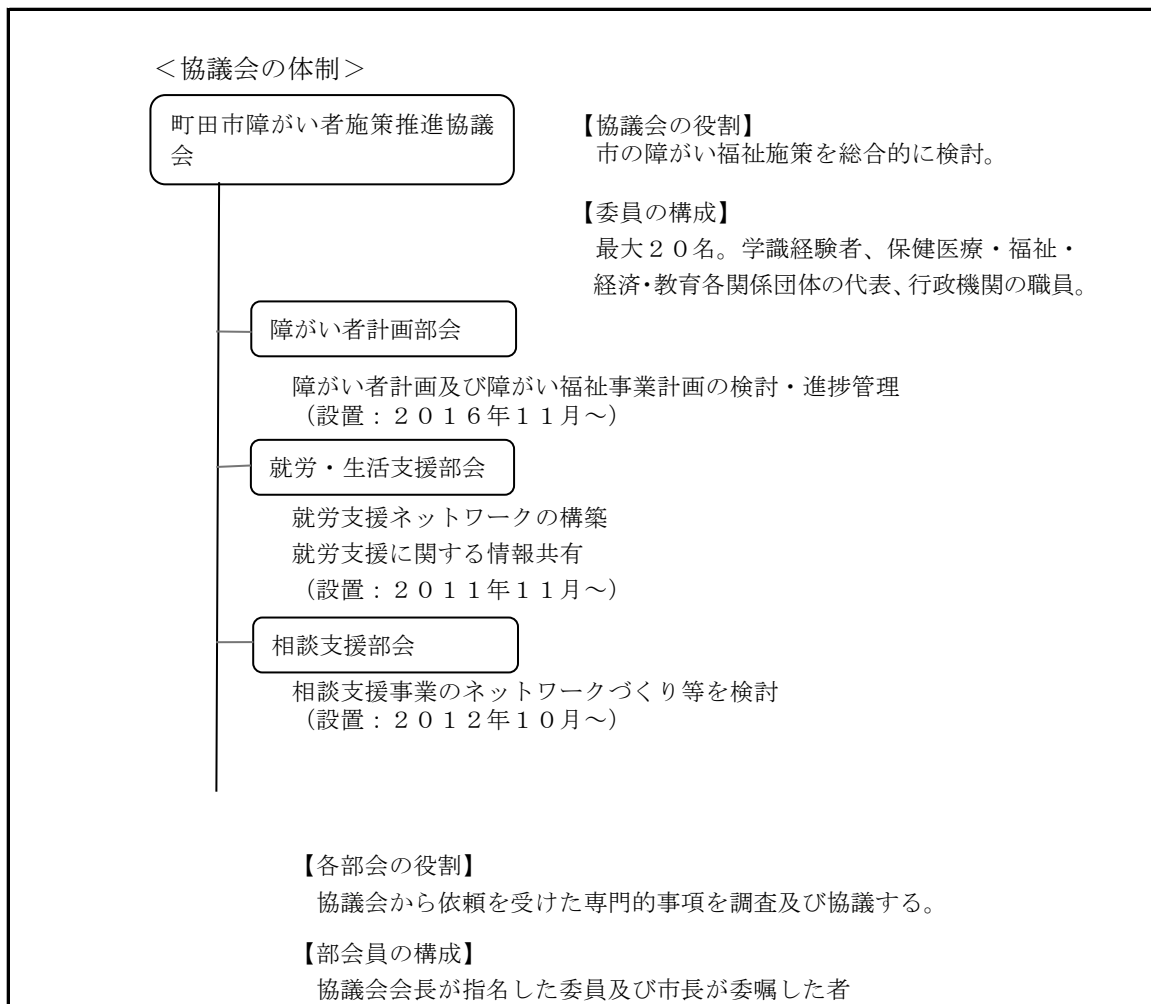 ＜協議会の体制＞
町田市障がい者施策推進協議
会
【協議会の役割】
市の障がい福祉施策を総合的に検討。
【委員の構成】
最大２０名。学識経験者、保健医療・福祉・
経済・教育各関係団体の代表、行政機関の職員。
障がい者計画部会
障がい者計画及び障がい福祉事業計画の検討・進捗管理
（設置：２０１６年１１月～）
就労・生活支援部会
就労支援ネットワークの構築
就労支援に関する情報共有
（設置：２０１１年１１月～）
相談支援部会
相談支援事業のネットワークづくり等を検討
（設置：２０１２年１０月～）
【各部会の役割】
協議会から依頼を受けた専門的事項を調査及び協議する。
【部会員の構成】
協議会会長が指名した委員及び市長が委嘱した者